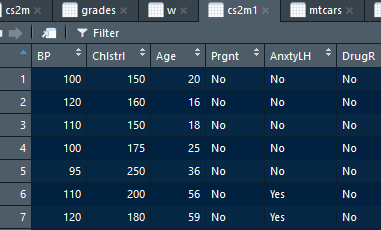 cs2m grades w cs2m1 mtcars
Filter
BP Chlstrl Age Prgnt AnxtyLH DrugR
1 100 150 20 No No No
2 120 160 16 No No No
3 110 150 18 No No No
4 100 175 25 No No No
5 95 250 36 No No No
6 110 200 56 No Yes No
7 120 180 59 No Yes No